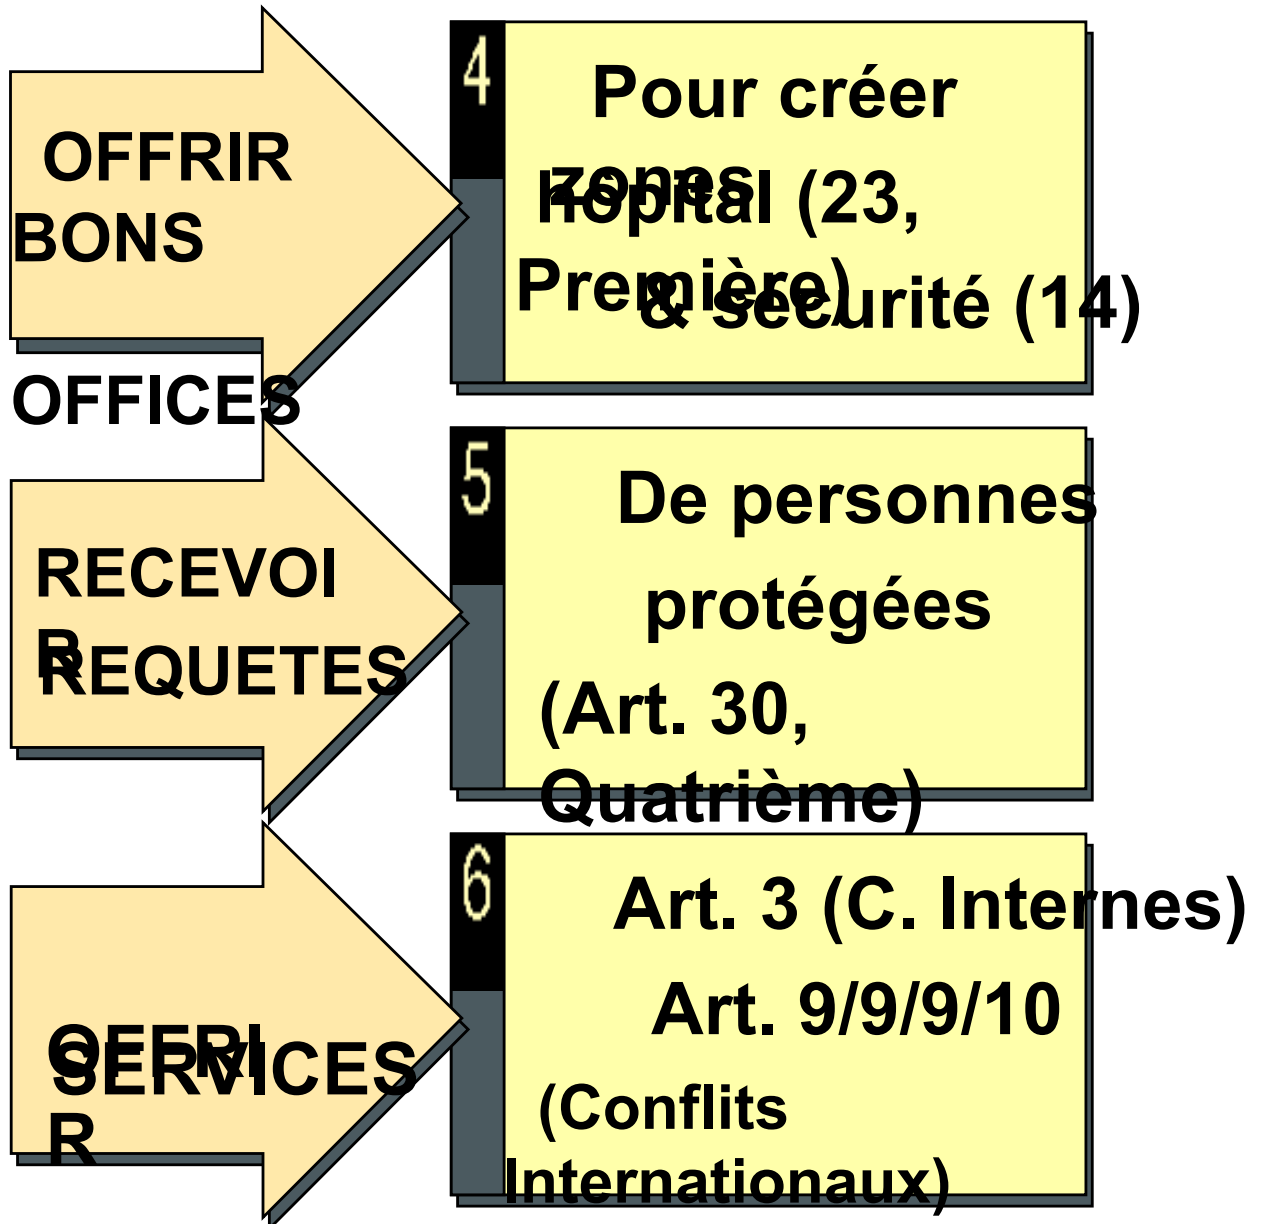 OFFRIR
BONS
OFFICES
4
Pour créer
zones
hôpital (23,
Première)
& sécurité (14)
RECEVOI
R
REQUETES
5
De personnes
protégées
(Art. 30,
Quatrième)
OFFRI
R
SERVICES
6
Art. 3 (C. Internes)
Art. 9/9/9/10
(Conflits
Internationaux)